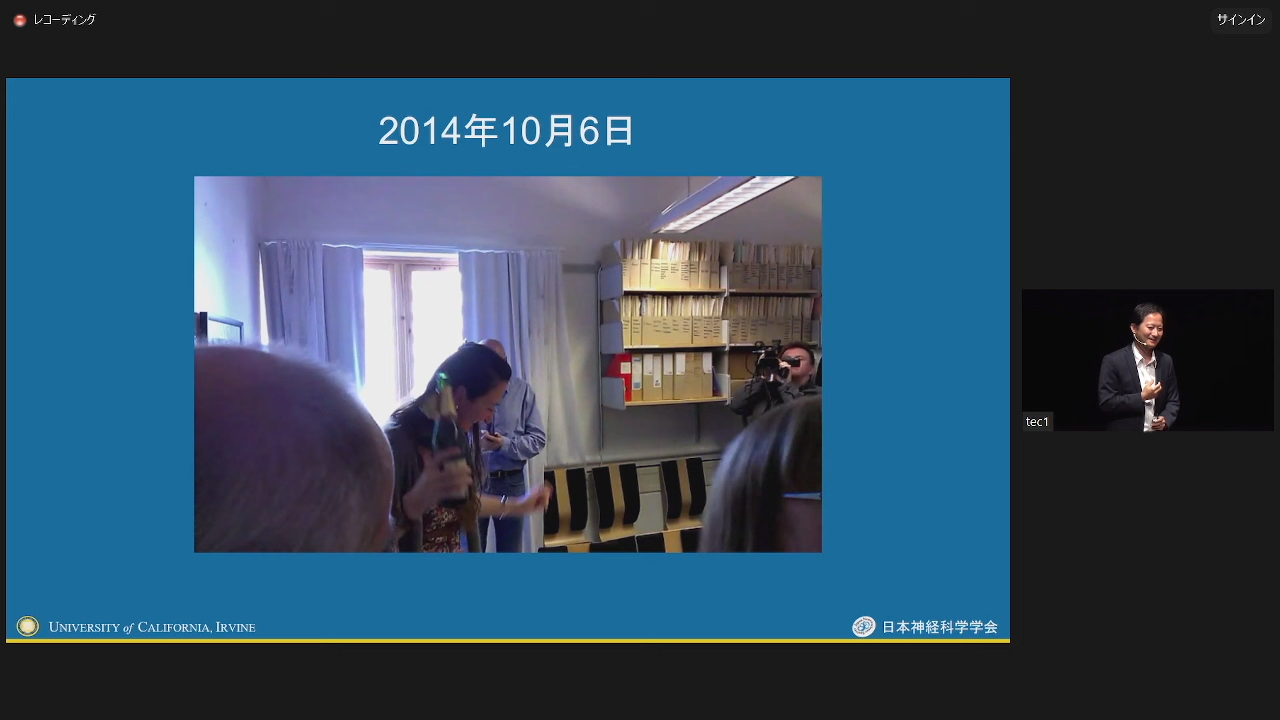 レコーディング
サインイン
2014年10月6日
tec1
UNIVERSITY of CALIFORNIA, IRVINE
日本神経科学学会